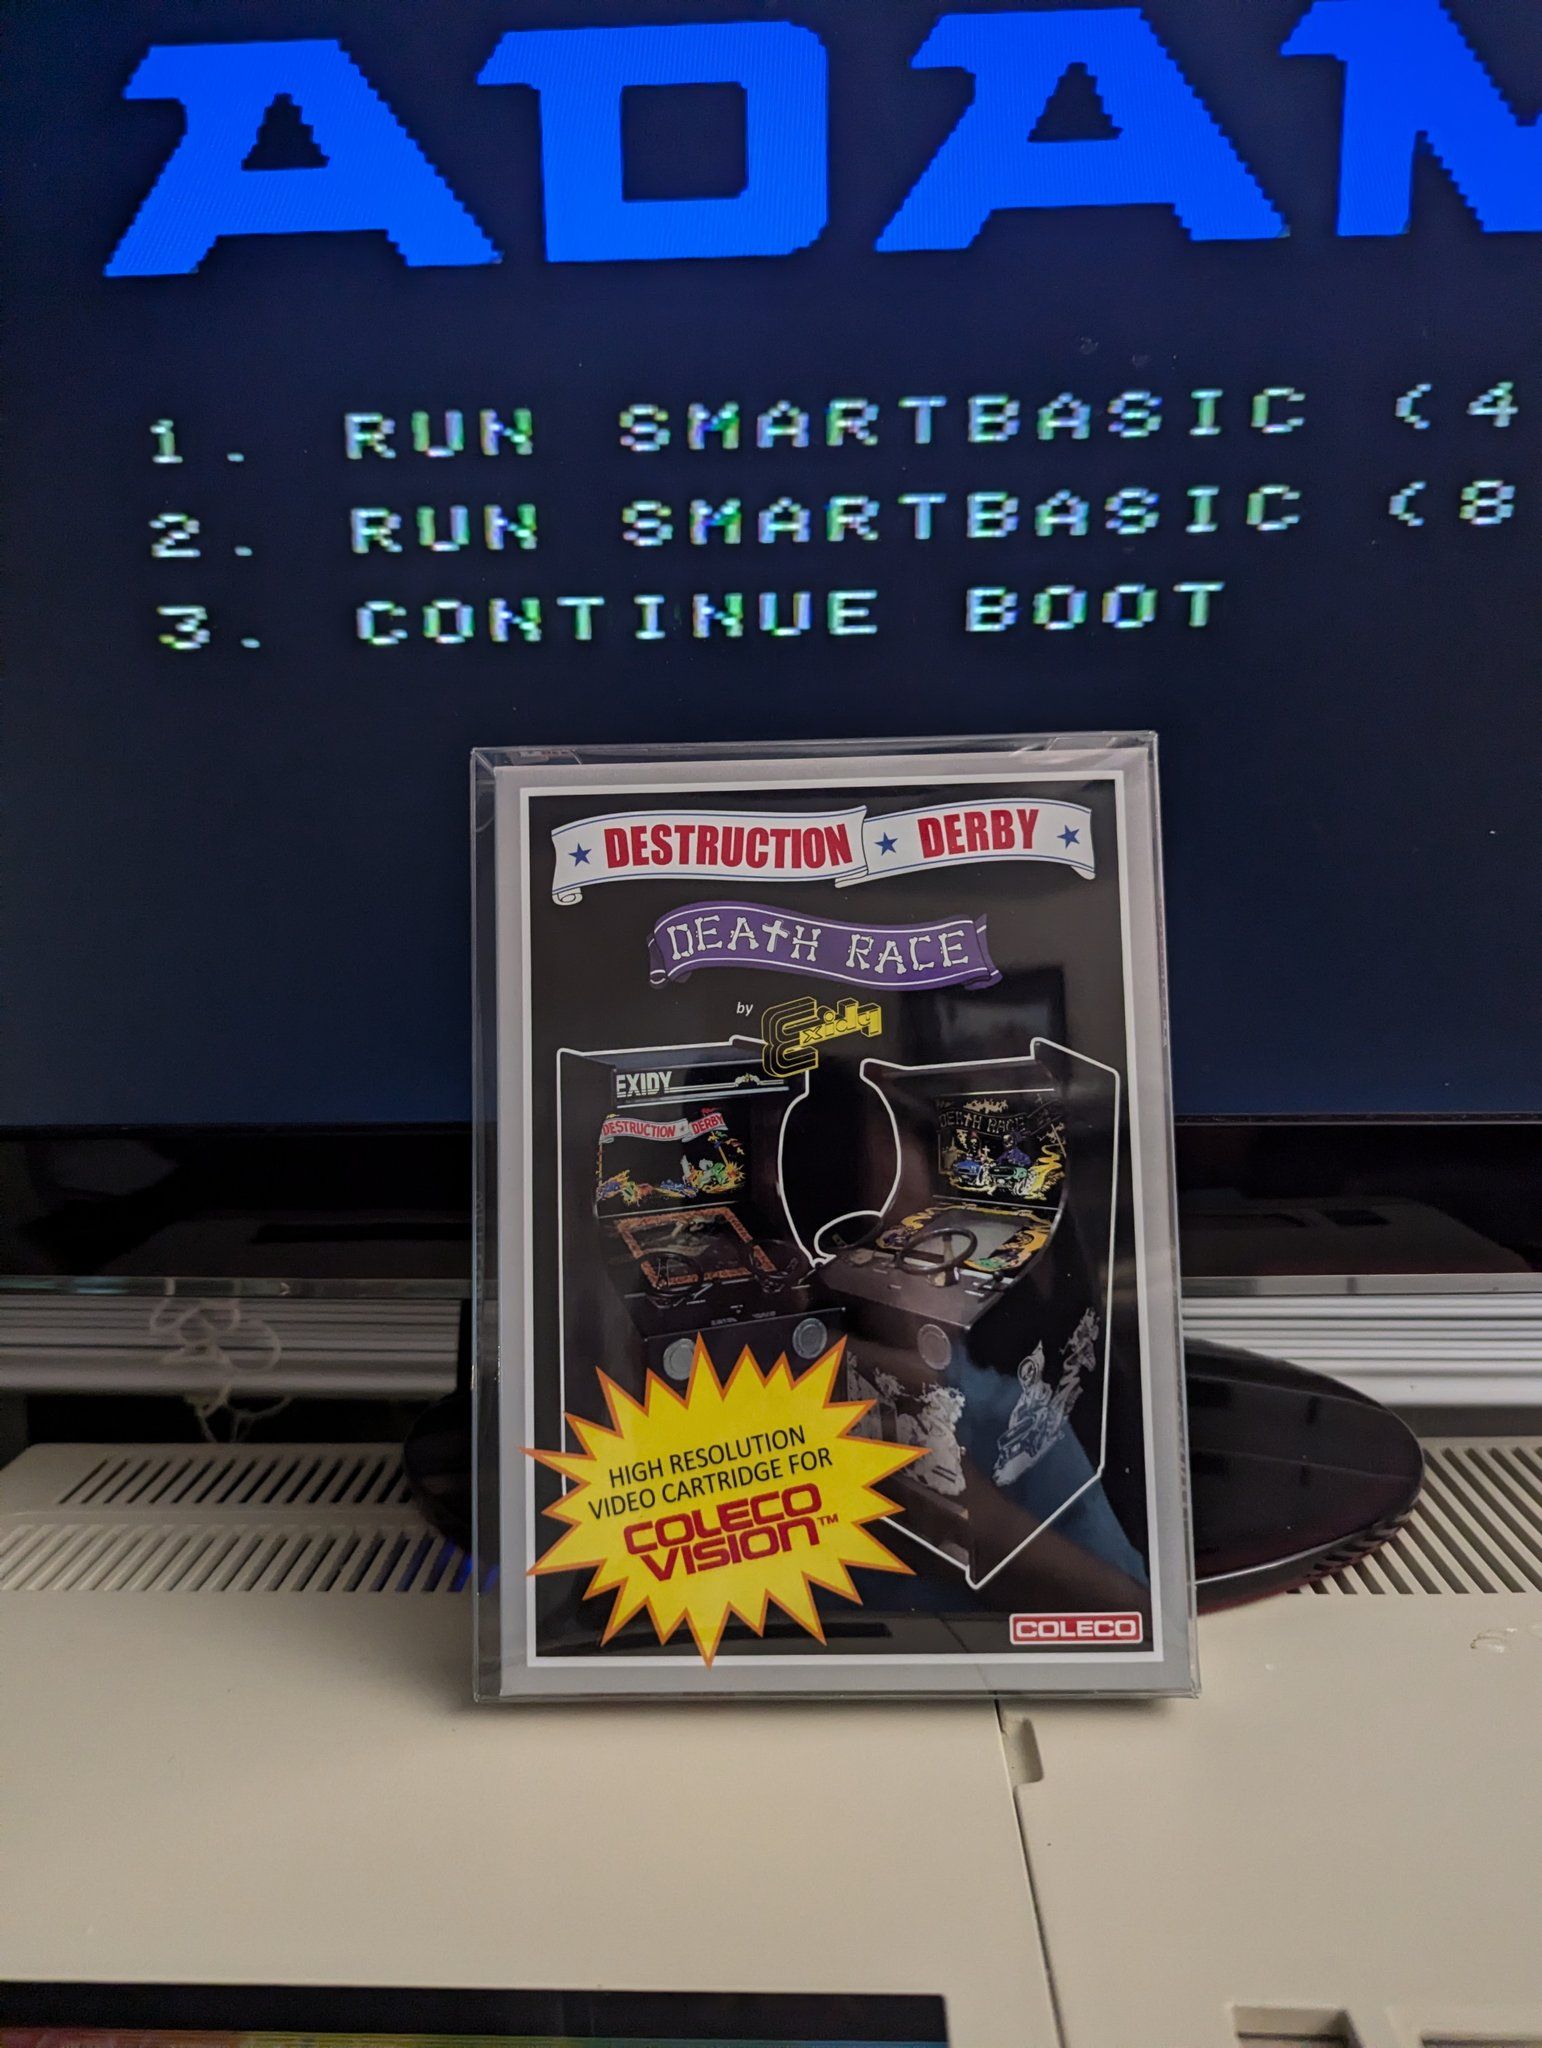 ADAM
1. RUN SMARTBASIC (4
2. RUN SMARTBASIC (8
3. CONTINUE BOOT
DESTRUCTION DERBY
DEATH RACE
by Exidy
EXIDY
DESTRUCTION DERBY
DEATH RACE
HIGH RESOLUTION
VIDEO CARTRIDGE FOR
COLECO
VISION™
COLECO